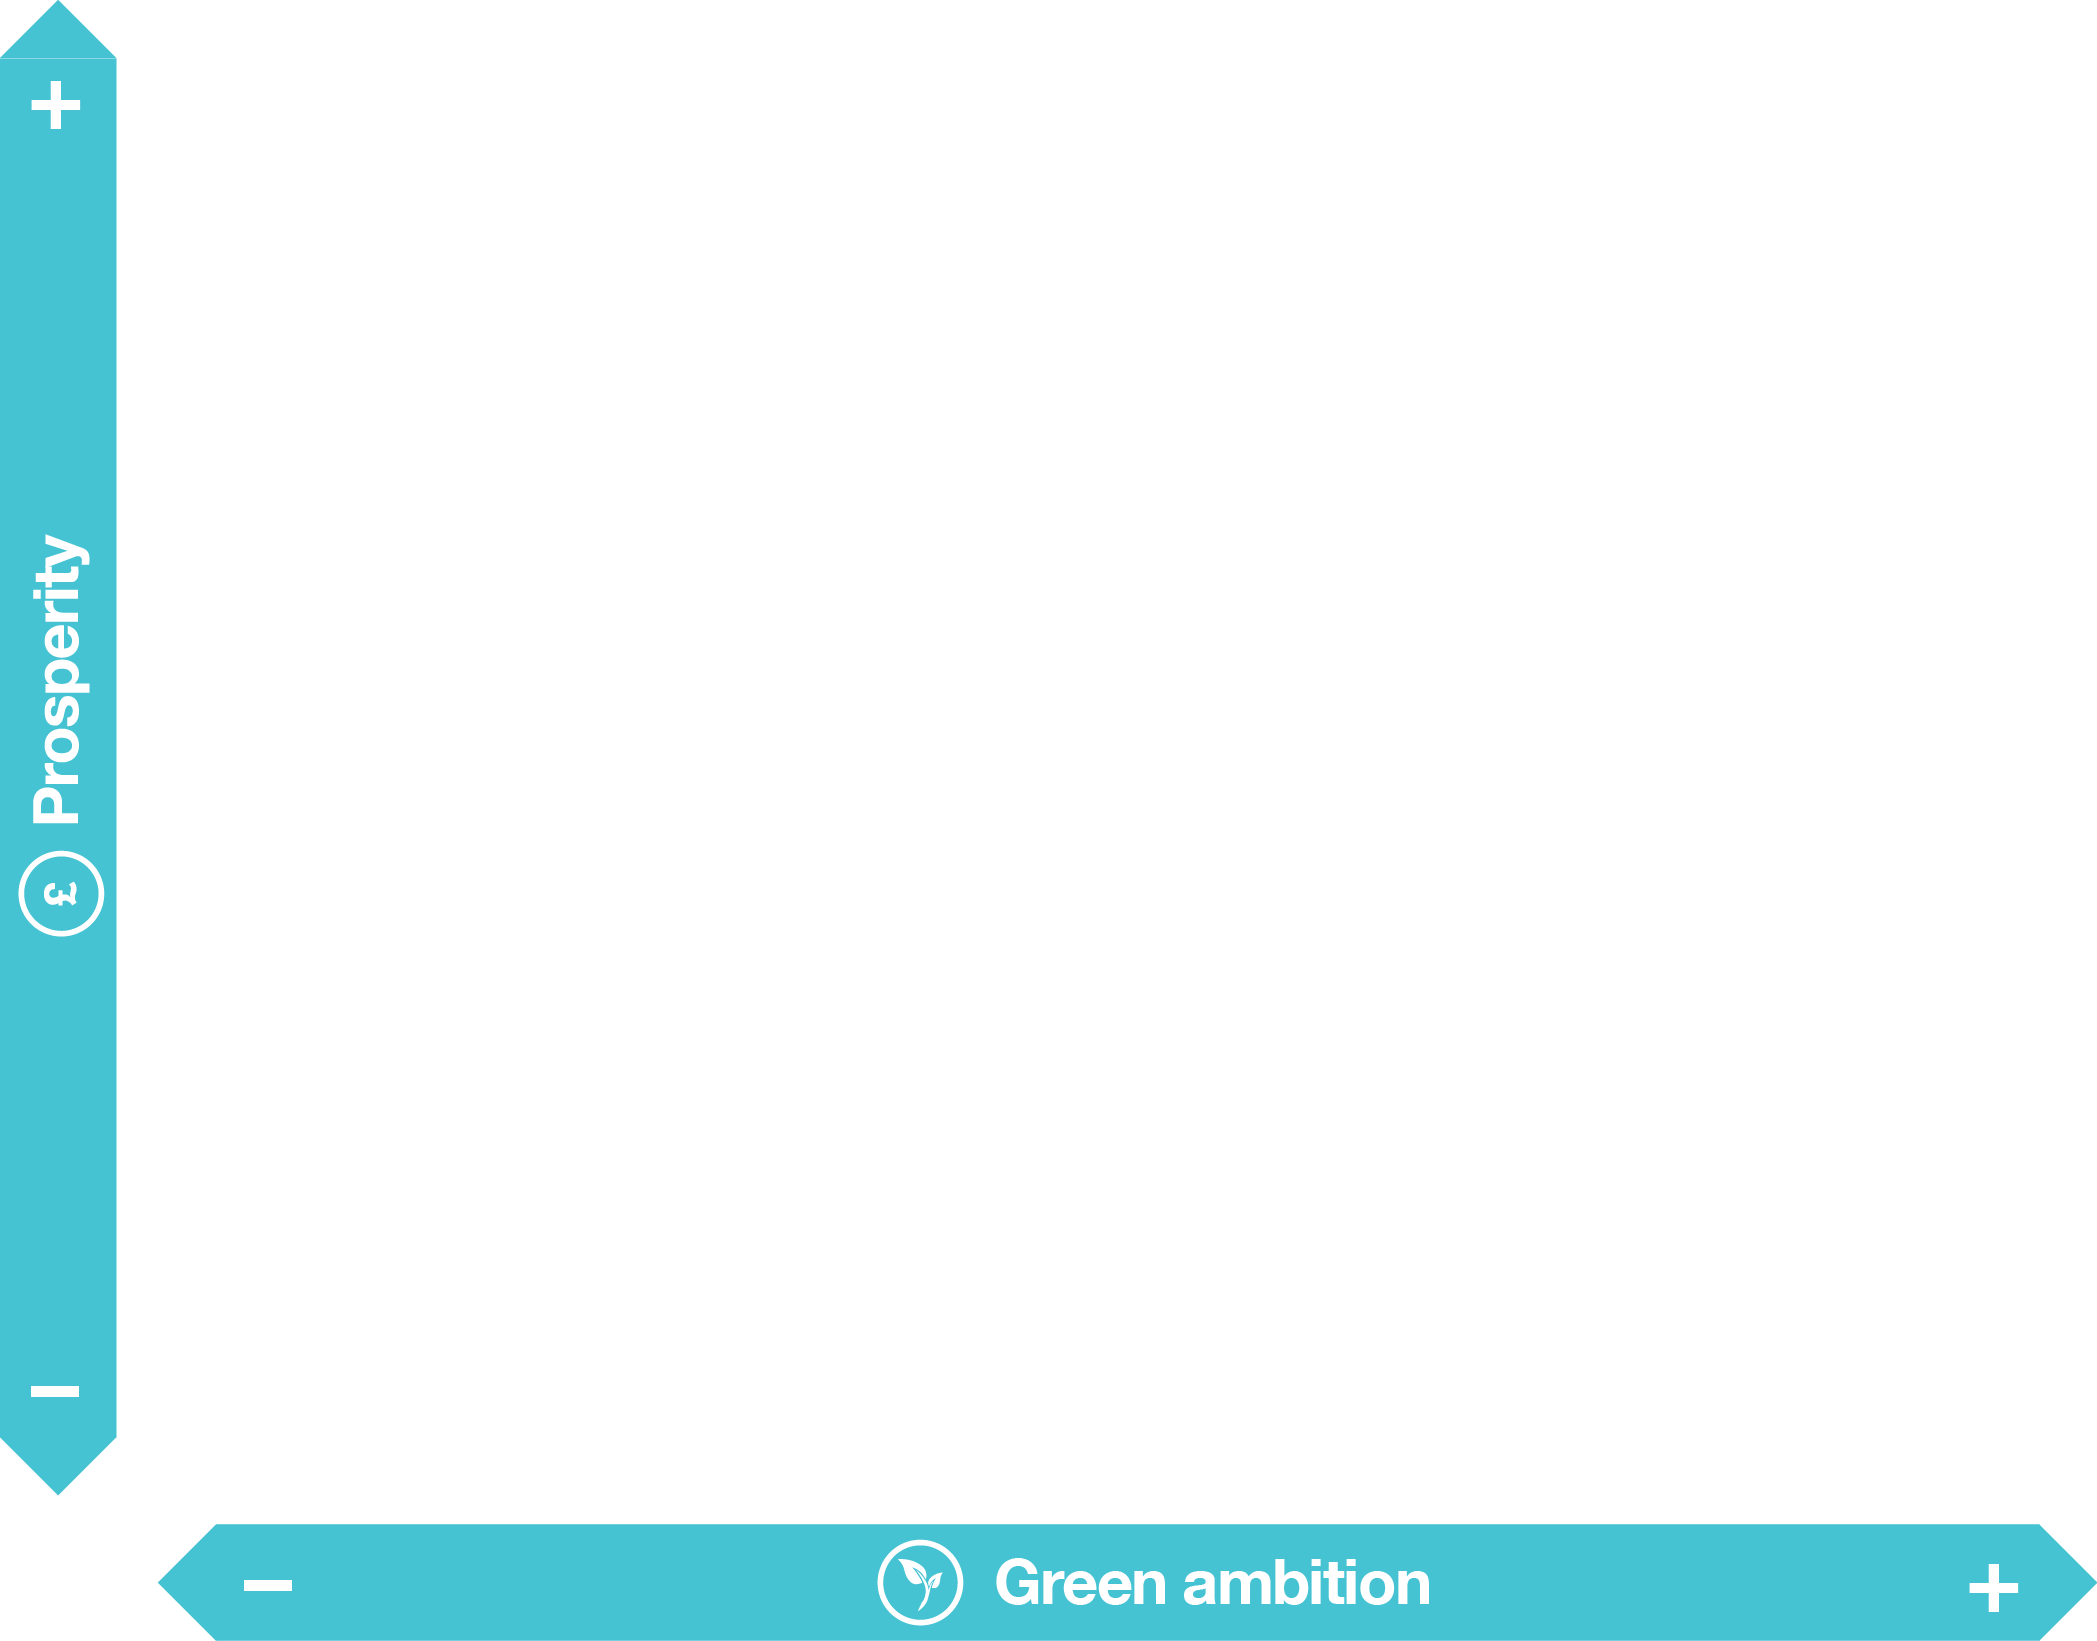 +
Prosperity
£
–
– Green ambition +